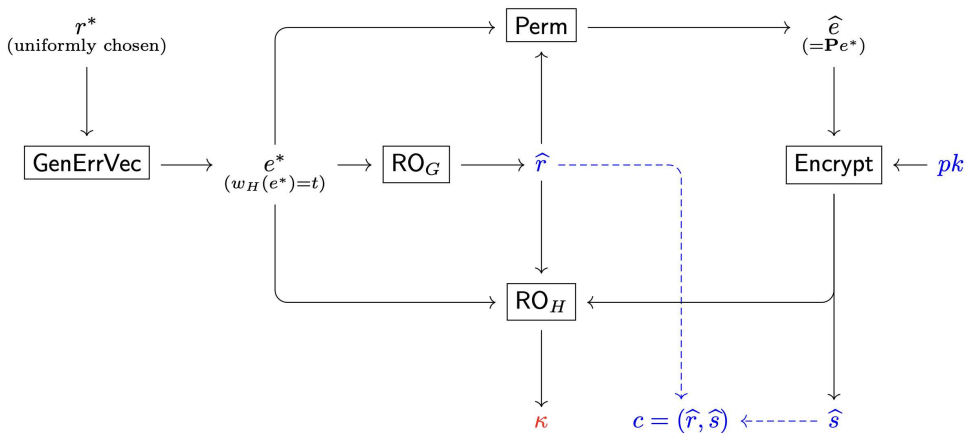 r*
(uniformly chosen)
Perm
ê
(=Pe*)
GenErrVec
e*
(w_H(e*)=t)
RO_G
r̂
Encrypt
pk
RO_H
κ
c = (r̂, ŝ)
ŝ